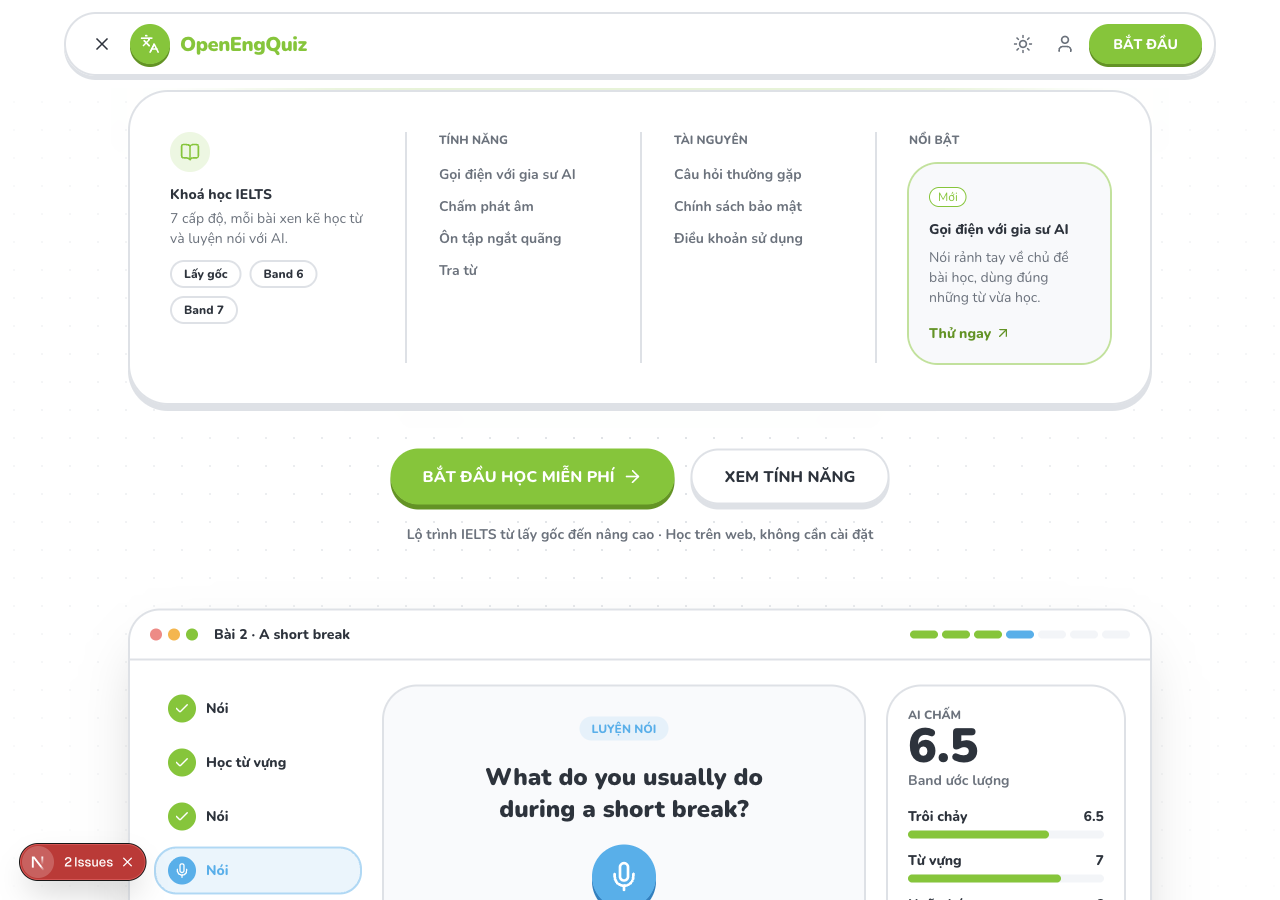 OpenEngQuiz
BẮT ĐẦU
Khoá học IELTS
7 cấp độ, mỗi bài xen kẽ học từ
và luyện nói với AI.
Lấy gốc
Band 6
Band 7
TÍNH NĂNG
Gọi điện với gia sư AI
Chấm phát âm
Ôn tập ngắt quãng
Tra từ
TÀI NGUYÊN
Câu hỏi thường gặp
Chính sách bảo mật
Điều khoản sử dụng
NỔI BẬT
Mới
Gọi điện với gia sư AI
Nói rảnh tay về chủ đề
bài học, dùng đúng
những từ vừa học.
Thử ngay
BẮT ĐẦU HỌC MIỄN PHÍ
XEM TÍNH NĂNG
Lộ trình IELTS từ lấy gốc đến nâng cao · Học trên web, không cần cài đặt
Bài 2 · A short break
Nói
Học từ vựng
Nói
Nói
LUYỆN NÓI
What do you usually do
during a short break?
AI CHẤM
6.5
Band ước lượng
Trôi chảy 6.5
Từ vựng 7
N 2 Issues